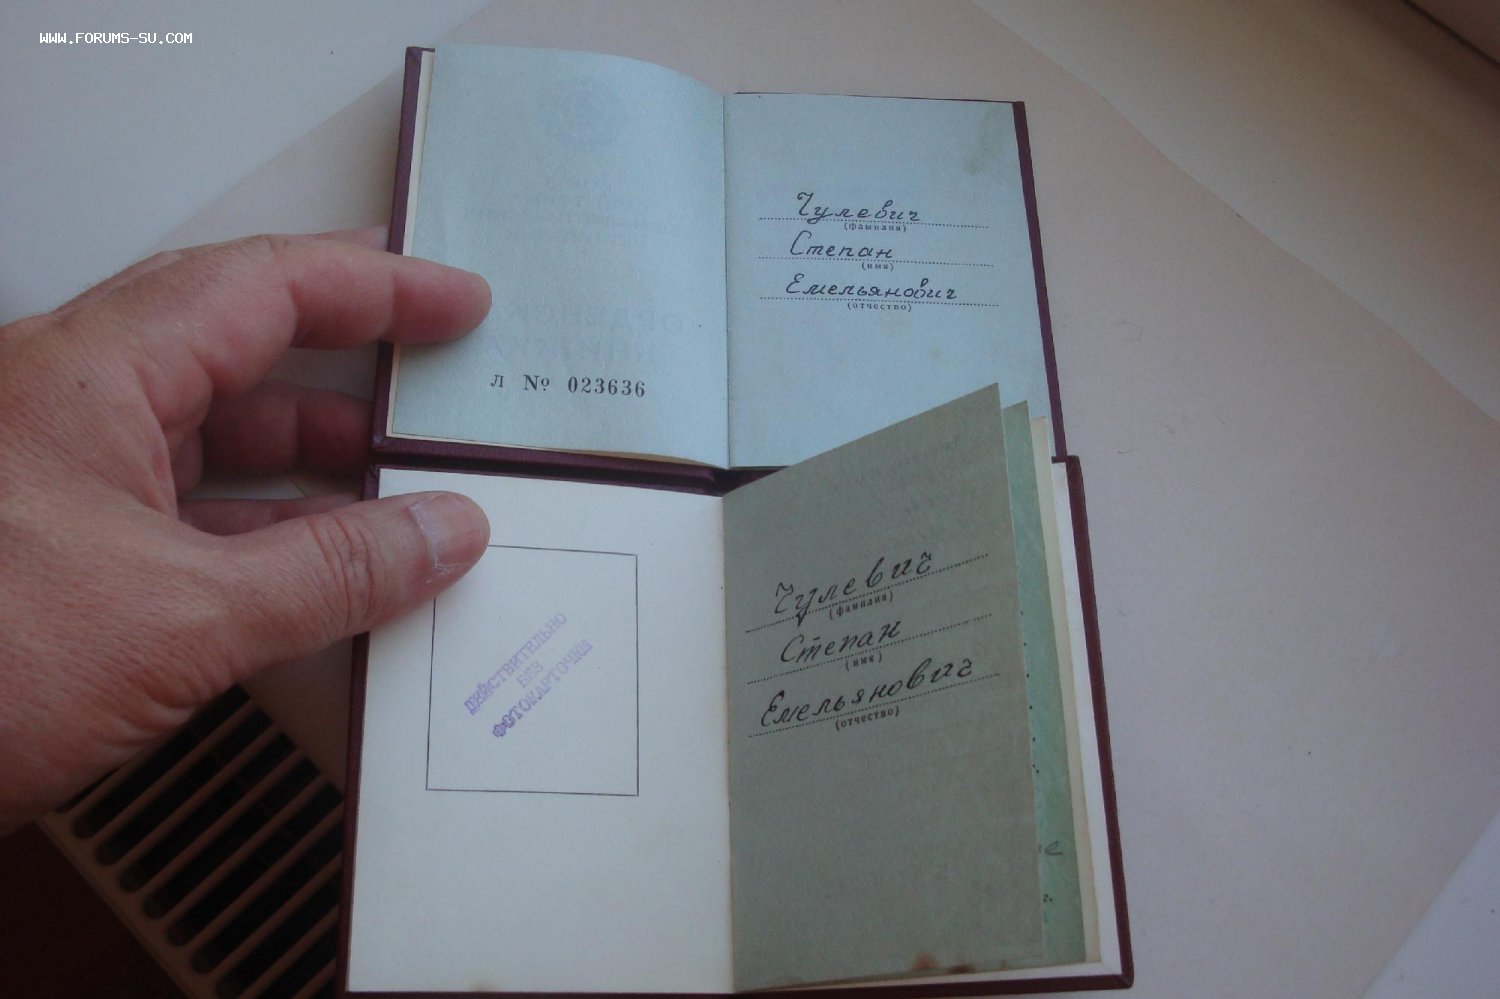 WWW.FORUMS-SU.COM
Л № 023636
Чулевич
(фамилия)
Степан
(имя)
Емельянович
(отчество)
ДЕЙСТВИТЕЛЬНО
БЕЗ
ФОТОКАРТОЧКИ
Чулевич
(фамилия)
Степан
(имя)
Емельянович
(отчество)